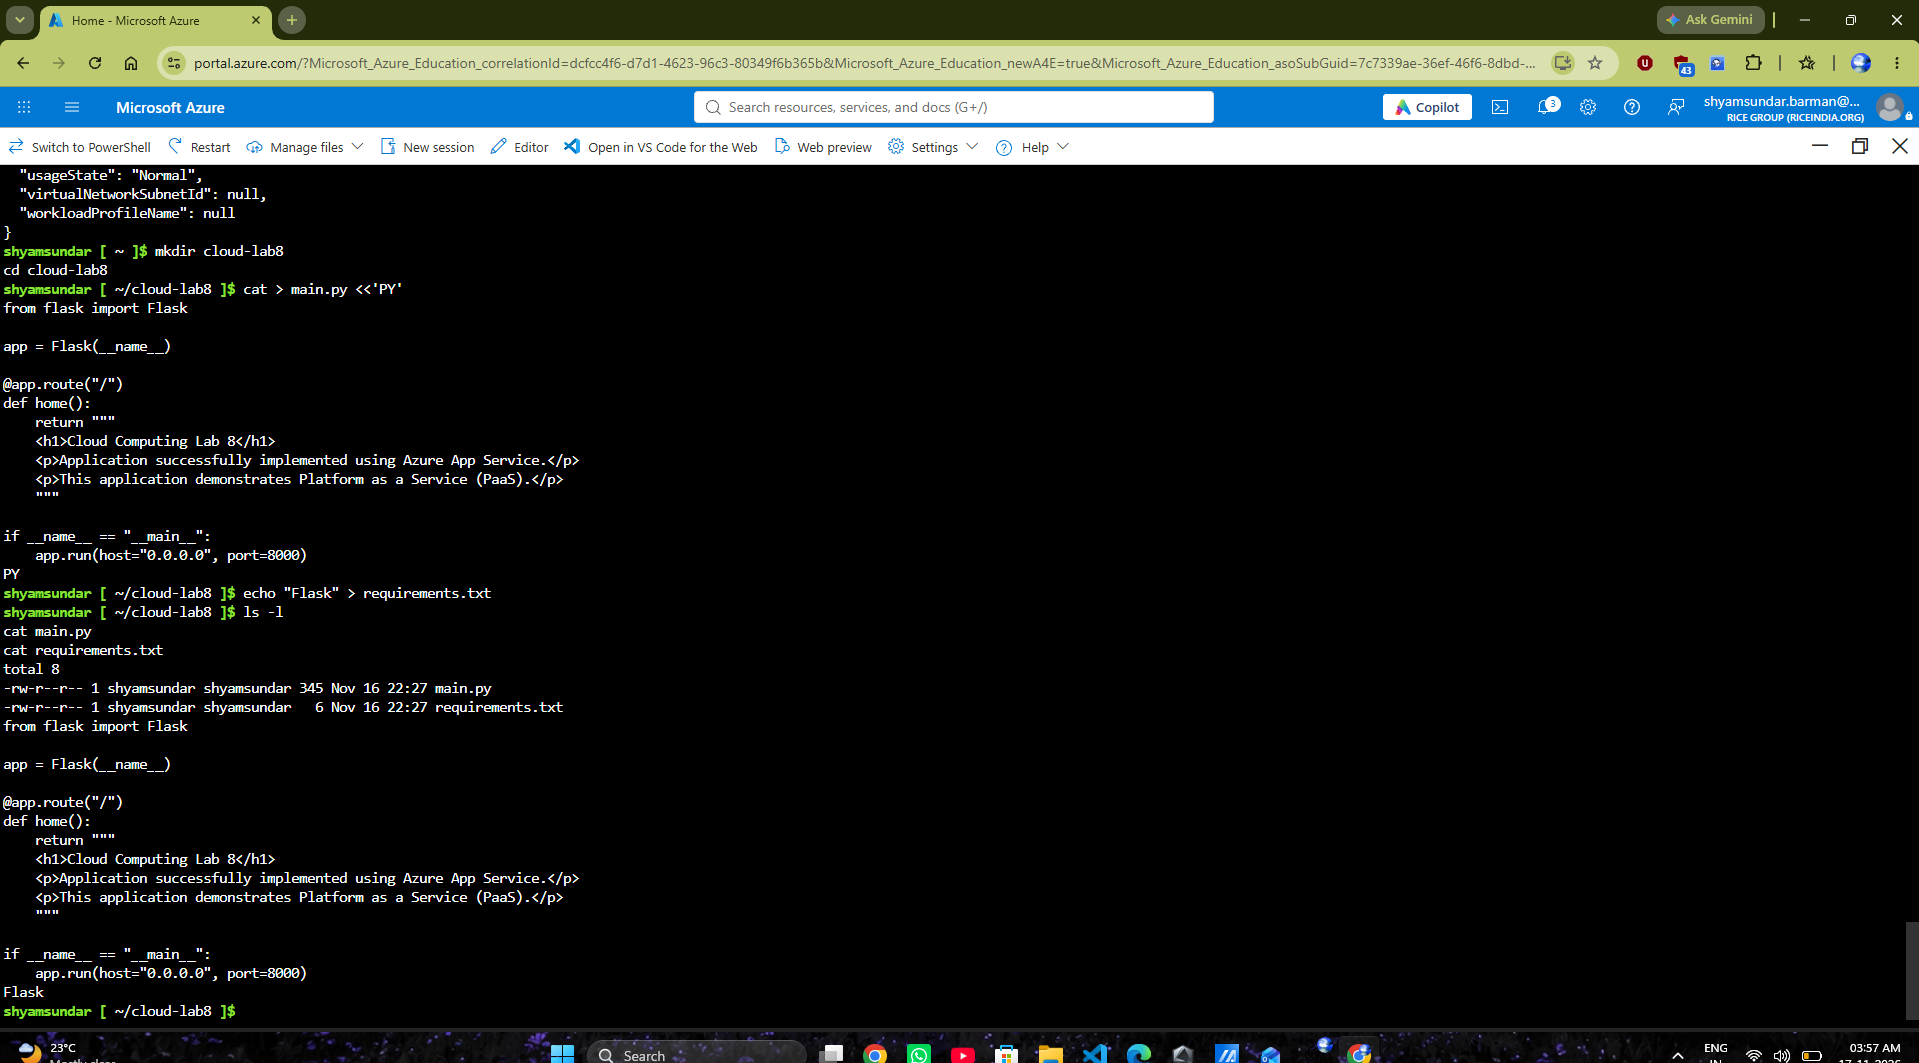 Home - Microsoft Azure
Ask Gemini
portal.azure.com/?Microsoft_Azure_Education_correlationId=dcfcc4f6-d7d1-4623-96c3-80349f6b365b&Microsoft_Azure_Education_newA4E=true&Microsoft_Azure_Education_asoSubGuid=7c7339ae-36ef-46f6-8dbd-...
43
Microsoft Azure
Search resources, services, and docs (G+/)
Copilot
3
shyamsundar.barman@...
RICE GROUP (RICEINDIA.ORG)
Switch to PowerShell Restart Manage files New session Editor Open in VS Code for the Web Web preview Settings Help
  "usageState": "Normal",
  "virtualNetworkSubnetId": null,
  "workloadProfileName": null
}
shyamsundar [ ~ ]$ mkdir cloud-lab8
cd cloud-lab8
shyamsundar [ ~/cloud-lab8 ]$ cat > main.py <<'PY'
from flask import Flask
app = Flask(__name__)
@app.route("/")
def home():
    return """
    <h1>Cloud Computing Lab 8</h1>
    <p>Application successfully implemented using Azure App Service.</p>
    <p>This application demonstrates Platform as a Service (PaaS).</p>
    """
if __name__ == "__main__":
    app.run(host="0.0.0.0", port=8000)
PY
shyamsundar [ ~/cloud-lab8 ]$ echo "Flask" > requirements.txt
shyamsundar [ ~/cloud-lab8 ]$ ls -l
cat main.py
cat requirements.txt
total 8
-rw-r--r-- 1 shyamsundar shyamsundar 345 Nov 16 22:27 main.py
-rw-r--r-- 1 shyamsundar shyamsundar   6 Nov 16 22:27 requirements.txt
from flask import Flask
app = Flask(__name__)
@app.route("/")
def home():
    return """
    <h1>Cloud Computing Lab 8</h1>
    <p>Application successfully implemented using Azure App Service.</p>
    <p>This application demonstrates Platform as a Service (PaaS).</p>
    """
if __name__ == "__main__":
    app.run(host="0.0.0.0", port=8000)
Flask
shyamsundar [ ~/cloud-lab8 ]$
23°C
Search
ENG
03:57 AM